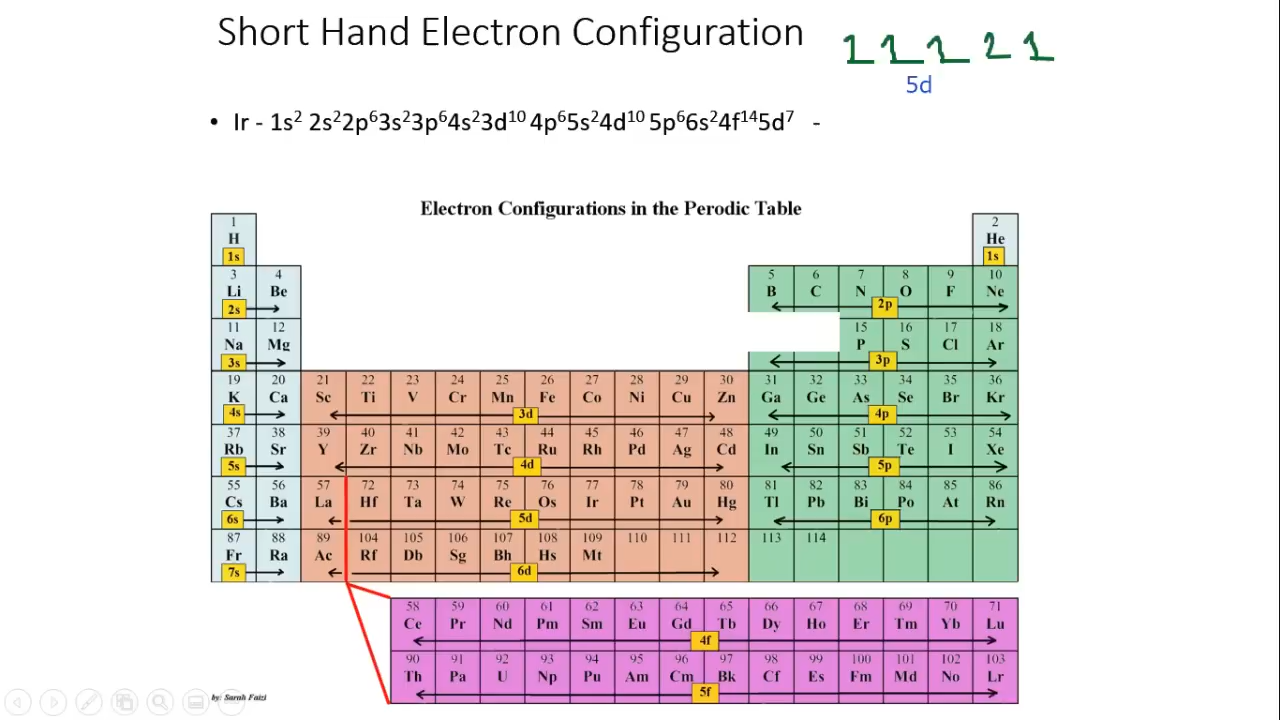 Short Hand Electron Configuration
1 1 1 2 1
5d
• Ir - 1s² 2s²2p⁶3s²3p⁶4s²3d¹⁰ 4p⁶5s²4d¹⁰ 5p⁶6s²4f¹⁴5d⁷ -
Electron Configurations in the Perodic Table
1 2
H He
1s 1s
3 4 5 6 7 8 9 10
Li Be B C N O F Ne
2s 2p
11 12 15 16 17 18
Na Mg P S Cl Ar
3s 3p
19 20 21 22 23 24 25 26 27 28 29 30 31 32 33 34 35 36
K Ca Sc Ti V Cr Mn Fe Co Ni Cu Zn Ga Ge As Se Br Kr
4s 3d 4p
37 38 39 40 41 42 43 44 45 46 47 48 49 50 51 52 53 54
Rb Sr Y Zr Nb Mo Tc Ru Rh Pd Ag Cd In Sn Sb Te I Xe
5s 4d 5p
55 56 57 72 73 74 75 76 77 78 79 80 81 82 83 84 85 86
Cs Ba La Hf Ta W Re Os Ir Pt Au Hg Tl Pb Bi Po At Rn
6s 5d 6p
87 88 89 104 105 106 107 108 109 110 111 112 113 114
Fr Ra Ac Rf Db Sg Bh Hs Mt
7s 6d
58 59 60 61 62 63 64 65 66 67 68 69 70 71
Ce Pr Nd Pm Sm Eu Gd Tb Dy Ho Er Tm Yb Lu
4f
90 91 92 93 94 95 96 97 98 99 100 101 102 103
Th Pa U Np Pu Am Cm Bk Cf Es Fm Md No Lr
5f
by: Sarah Faizi